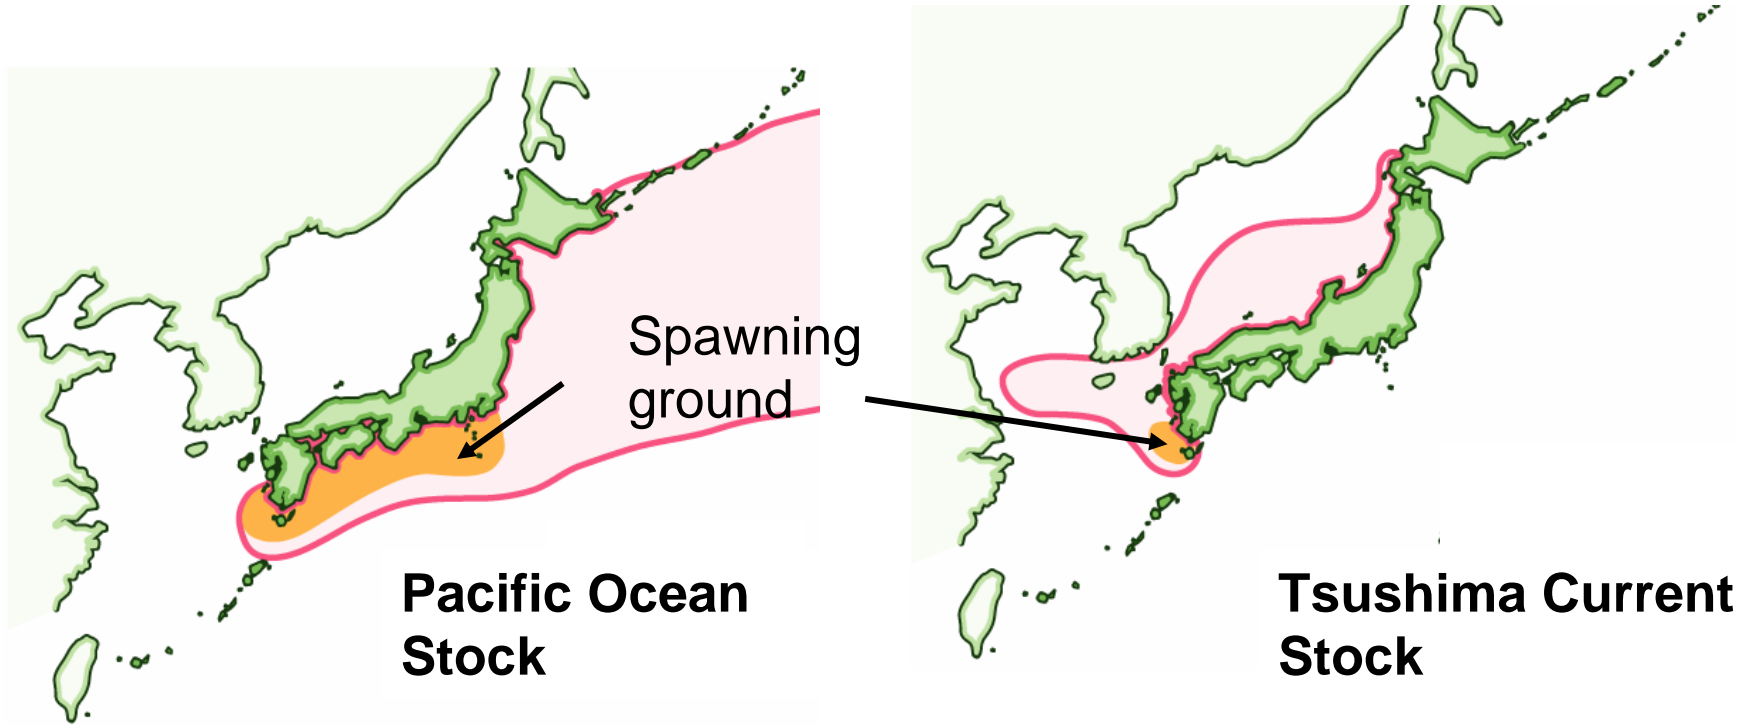 Spawning
ground
Pacific Ocean
Stock
Tsushima Current
Stock